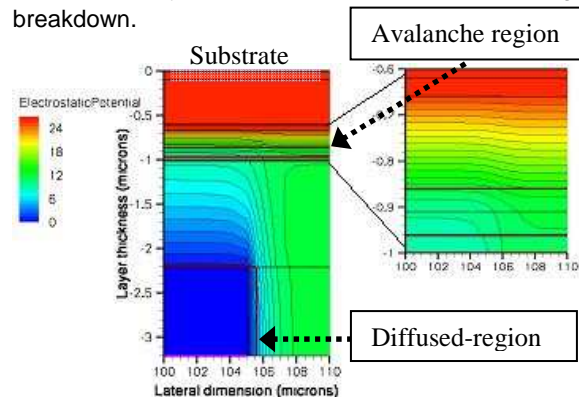 breakdown.
Substrate
Avalanche region
ElectrostaticPotential
24
18
12
6
0
Layer thickness (microns)
0
-0.5
-1
-1.5
-2
-2.5
-3
100 102 104 106 108 110
Lateral dimension (microns)
-0.6
-0.7
-0.8
-0.9
-1
100 102 104 106 108 110
Diffused-region